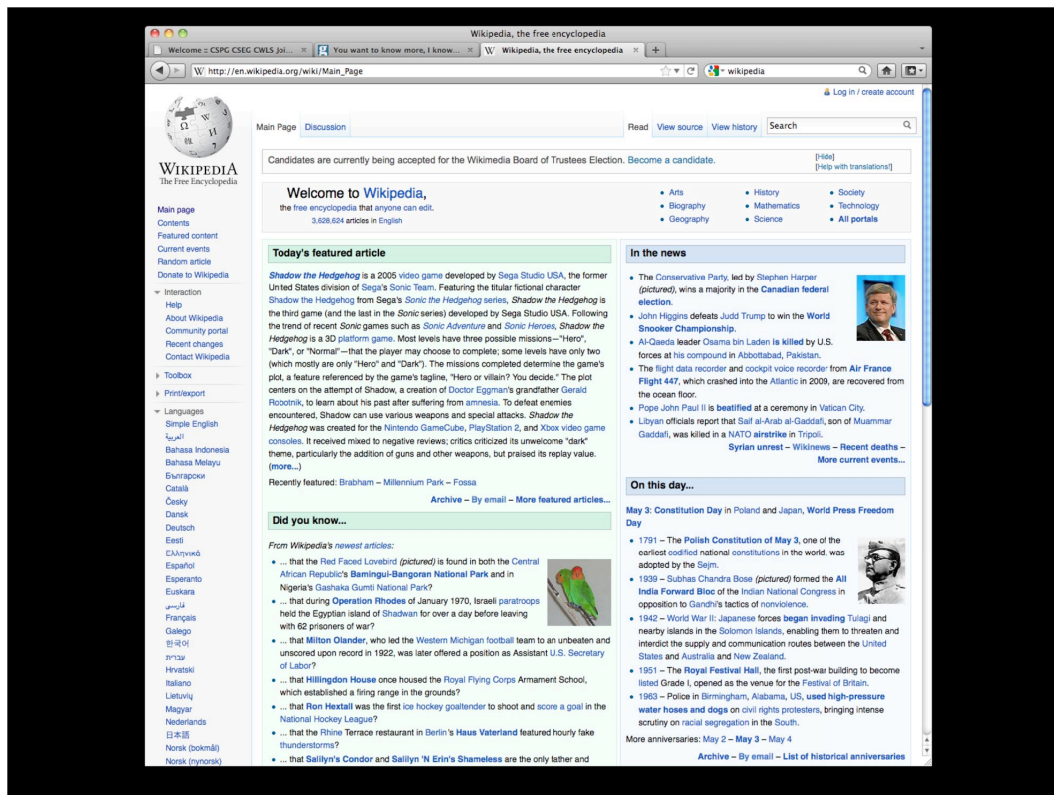 Wikipedia, the free encyclopedia
Welcome :: CSPG CSEG CWLS Joi...
You want to know more, I know...
Wikipedia, the free encyclopedia
http://en.wikipedia.org/wiki/Main_Page
wikipedia
Log in / create account
Main Page Discussion
Read View source View history Search
WIKIPEDIA
The Free Encyclopedia
Main page
Contents
Featured content
Current events
Random article
Donate to Wikipedia
Interaction
Help
About Wikipedia
Community portal
Recent changes
Contact Wikipedia
Toolbox
Print/export
Languages
Simple English
العربية
Bahasa Indonesia
Bahasa Melayu
Български
Català
Česky
Dansk
Deutsch
Eesti
Ελληνικά
Español
Esperanto
Euskara
فارسی
Français
Galego
한국어
עברית
Hrvatski
Italiano
Lietuvių
Magyar
Nederlands
日本語
Norsk (bokmål)
Norsk (nynorsk)
Candidates are currently being accepted for the Wikimedia Board of Trustees Election. Become a candidate.
[Hide]
[Help with translations!]
Welcome to Wikipedia,
the free encyclopedia that anyone can edit.
3,628,624 articles in English
• Arts
• Biography
• Geography
• History
• Mathematics
• Science
• Society
• Technology
• All portals
Today's featured article
Shadow the Hedgehog is a 2005 video game developed by Sega Studio USA, the former
United States division of Sega's Sonic Team. Featuring the titular fictional character
Shadow the Hedgehog from Sega's Sonic the Hedgehog series, Shadow the Hedgehog is
the third game (and the last in the Sonic series) developed by Sega Studio USA. Following
the trend of recent Sonic games such as Sonic Adventure and Sonic Heroes, Shadow the
Hedgehog is a 3D platform game. Most levels have three possible missions—"Hero",
"Dark", or "Normal"—that the player may choose to complete; some levels have only two
(which mostly are only "Hero" and "Dark"). The missions completed determine the game's
plot, a feature referenced by the game's tagline, "Hero or villain? You decide." The plot
centers on the attempt of Shadow, a creation of Doctor Eggman's grandfather Gerald
Robotnik, to learn about his past after suffering from amnesia. To defeat enemies
encountered, Shadow can use various weapons and special attacks. Shadow the
Hedgehog was created for the Nintendo GameCube, PlayStation 2, and Xbox video game
consoles. It received mixed to negative reviews; critics criticized its unwelcome "dark"
theme, particularly the addition of guns and other weapons, but praised its replay value.
(more...)
Recently featured: Brabham – Millennium Park – Fossa
Archive – By email – More featured articles...
Did you know...
From Wikipedia's newest articles:
• ... that the Red Faced Lovebird (pictured) is found in both the Central
African Republic's Bamingui-Bangoran National Park and in
Nigeria's Gashaka Gumti National Park?
• ... that during Operation Rhodes of January 1970, Israeli paratroops
held the Egyptian island of Shadwan for over a day before leaving
with 62 prisoners of war?
• ... that Milton Olander, who led the Western Michigan football team to an unbeaten and
unscored upon record in 1922, was later offered a position as Assistant U.S. Secretary
of Labor?
• ... that Hillingdon House once housed the Royal Flying Corps Armament School,
which established a firing range in the grounds?
• ... that Ron Hextall was the first ice hockey goaltender to shoot and score a goal in the
National Hockey League?
• ... that the Rhine Terrace restaurant in Berlin's Haus Vaterland featured hourly fake
thunderstorms?
• ... that Salilyn's Condor and Salilyn 'N Erin's Shameless are the only father and
In the news
• The Conservative Party, led by Stephen Harper
(pictured), wins a majority in the Canadian federal
election.
• John Higgins defeats Judd Trump to win the World
Snooker Championship.
• Al-Qaeda leader Osama bin Laden is killed by U.S.
forces at his compound in Abbottabad, Pakistan.
• The flight data recorder and cockpit voice recorder from Air France
Flight 447, which crashed into the Atlantic in 2009, are recovered from
the ocean floor.
• Pope John Paul II is beatified at a ceremony in Vatican City.
• Libyan officials report that Saif al-Arab al-Gaddafi, son of Muammar
Gaddafi, was killed in a NATO airstrike in Tripoli.
Syrian unrest – Wikinews – Recent deaths –
More current events...
On this day...
May 3: Constitution Day in Poland and Japan, World Press Freedom
Day
• 1791 – The Polish Constitution of May 3, one of the
earliest codified national constitutions in the world, was
adopted by the Sejm.
• 1939 – Subhas Chandra Bose (pictured) formed the All
India Forward Bloc of the Indian National Congress in
opposition to Gandhi's tactics of nonviolence.
• 1942 – World War II: Japanese forces began invading Tulagi and
nearby islands in the Solomon Islands, enabling them to threaten and
interdict the supply and communication routes between the United
States and Australia and New Zealand.
• 1951 – The Royal Festival Hall, the first post-war building to become
listed Grade I, opened as the venue for the Festival of Britain.
• 1963 – Police in Birmingham, Alabama, US, used high-pressure
water hoses and dogs on civil rights protesters, bringing intense
scrutiny on racial segregation in the South.
More anniversaries: May 2 – May 3 – May 4
Archive – By email – List of historical anniversaries